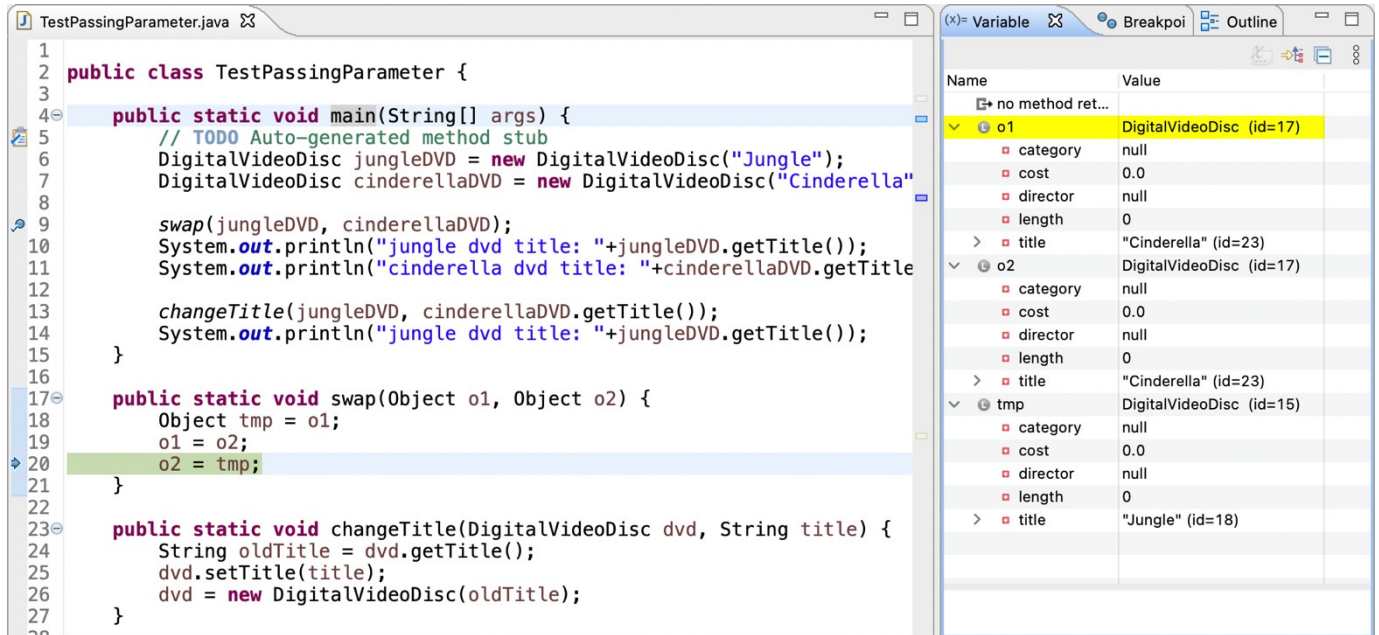 TestPassingParameter.java
1
2 public class TestPassingParameter {
3
4 public static void main(String[] args) {
5 // TODO Auto-generated method stub
6 DigitalVideoDisc jungleDVD = new DigitalVideoDisc("Jungle");
7 DigitalVideoDisc cinderellaDVD = new DigitalVideoDisc("Cinderella"
8
9 swap(jungleDVD, cinderellaDVD);
10 System.out.println("jungle dvd title: "+jungleDVD.getTitle());
11 System.out.println("cinderella dvd title: "+cinderellaDVD.getTitle
12
13 changeTitle(jungleDVD, cinderellaDVD.getTitle());
14 System.out.println("jungle dvd title: "+jungleDVD.getTitle());
15 }
16
17 public static void swap(Object o1, Object o2) {
18 Object tmp = o1;
19 o1 = o2;
20 o2 = tmp;
21 }
22
23 public static void changeTitle(DigitalVideoDisc dvd, String title) {
24 String oldTitle = dvd.getTitle();
25 dvd.setTitle(title);
26 dvd = new DigitalVideoDisc(oldTitle);
27 }
(x)= Variable Breakpoi Outline
Name Value
no method ret...
o1 DigitalVideoDisc (id=17)
category null
cost 0.0
director null
length 0
title "Cinderella" (id=23)
o2 DigitalVideoDisc (id=17)
category null
cost 0.0
director null
length 0
title "Cinderella" (id=23)
tmp DigitalVideoDisc (id=15)
category null
cost 0.0
director null
length 0
title "Jungle" (id=18)